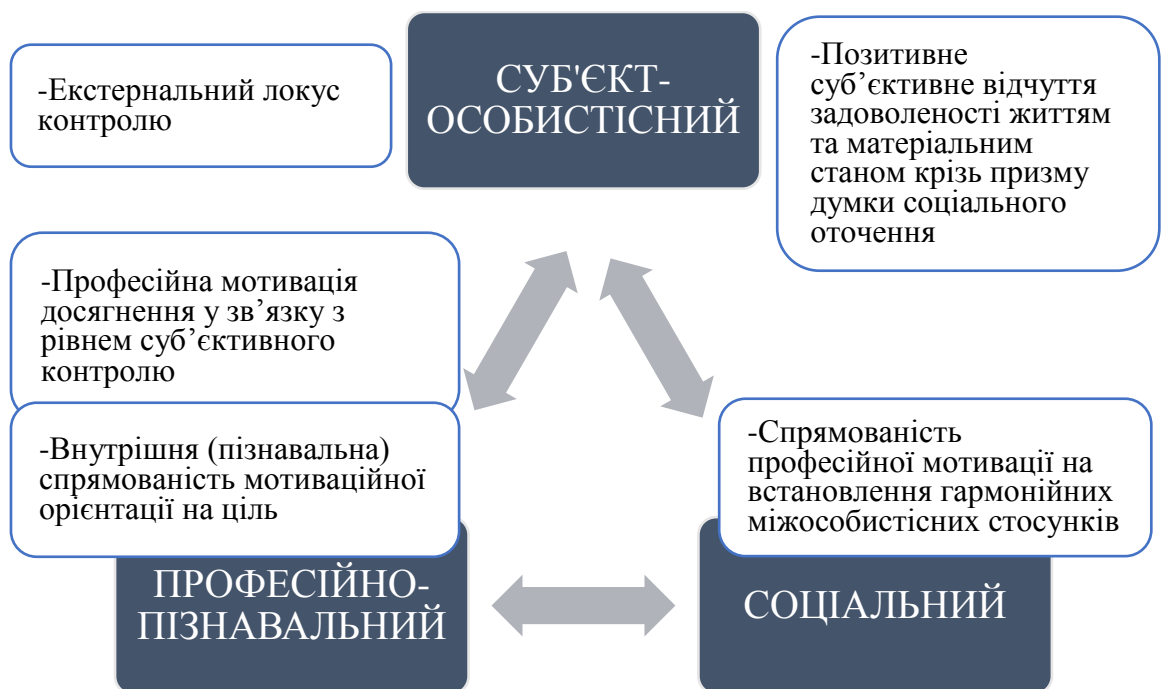 -Екстернальний локус
контролю
СУБ'ЄКТ-
ОСОБИСТІСНИЙ
-Позитивне
суб’єктивне відчуття
задоволеності життям
та матеріальним
станом крізь призму
думки соціального
оточення
-Професійна мотивація
досягнення у зв’язку з
рівнем суб’єктивного
контролю
-Внутрішня (пізнавальна)
спрямованість мотиваційної
орієнтації на ціль
-Спрямованість
професійної мотивації на
встановлення гармонійних
міжособистісних стосунків
ПРОФЕСІЙНО-
ПІЗНАВАЛЬНИЙ
СОЦІАЛЬНИЙ